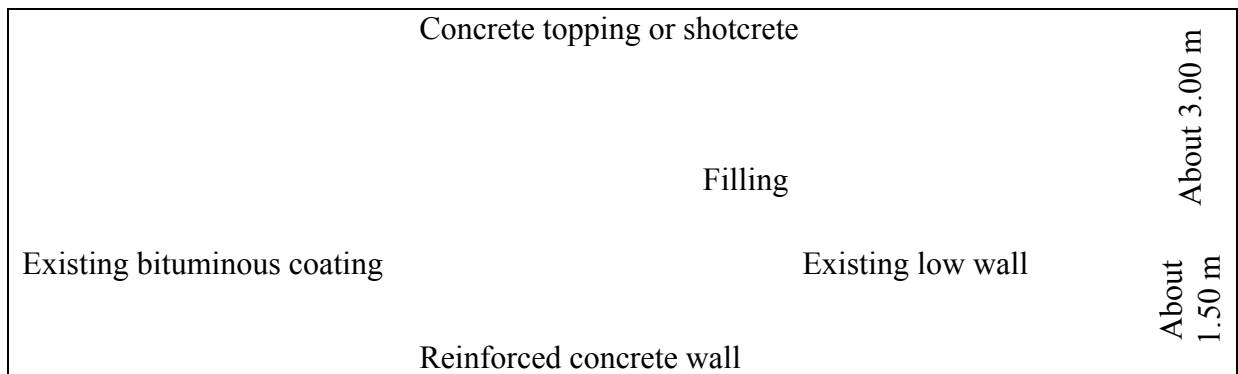 Concrete topping or shotcrete
About 3.00 m
Filling
Existing bituminous coating
Existing low wall
About
1.50 m
Reinforced concrete wall